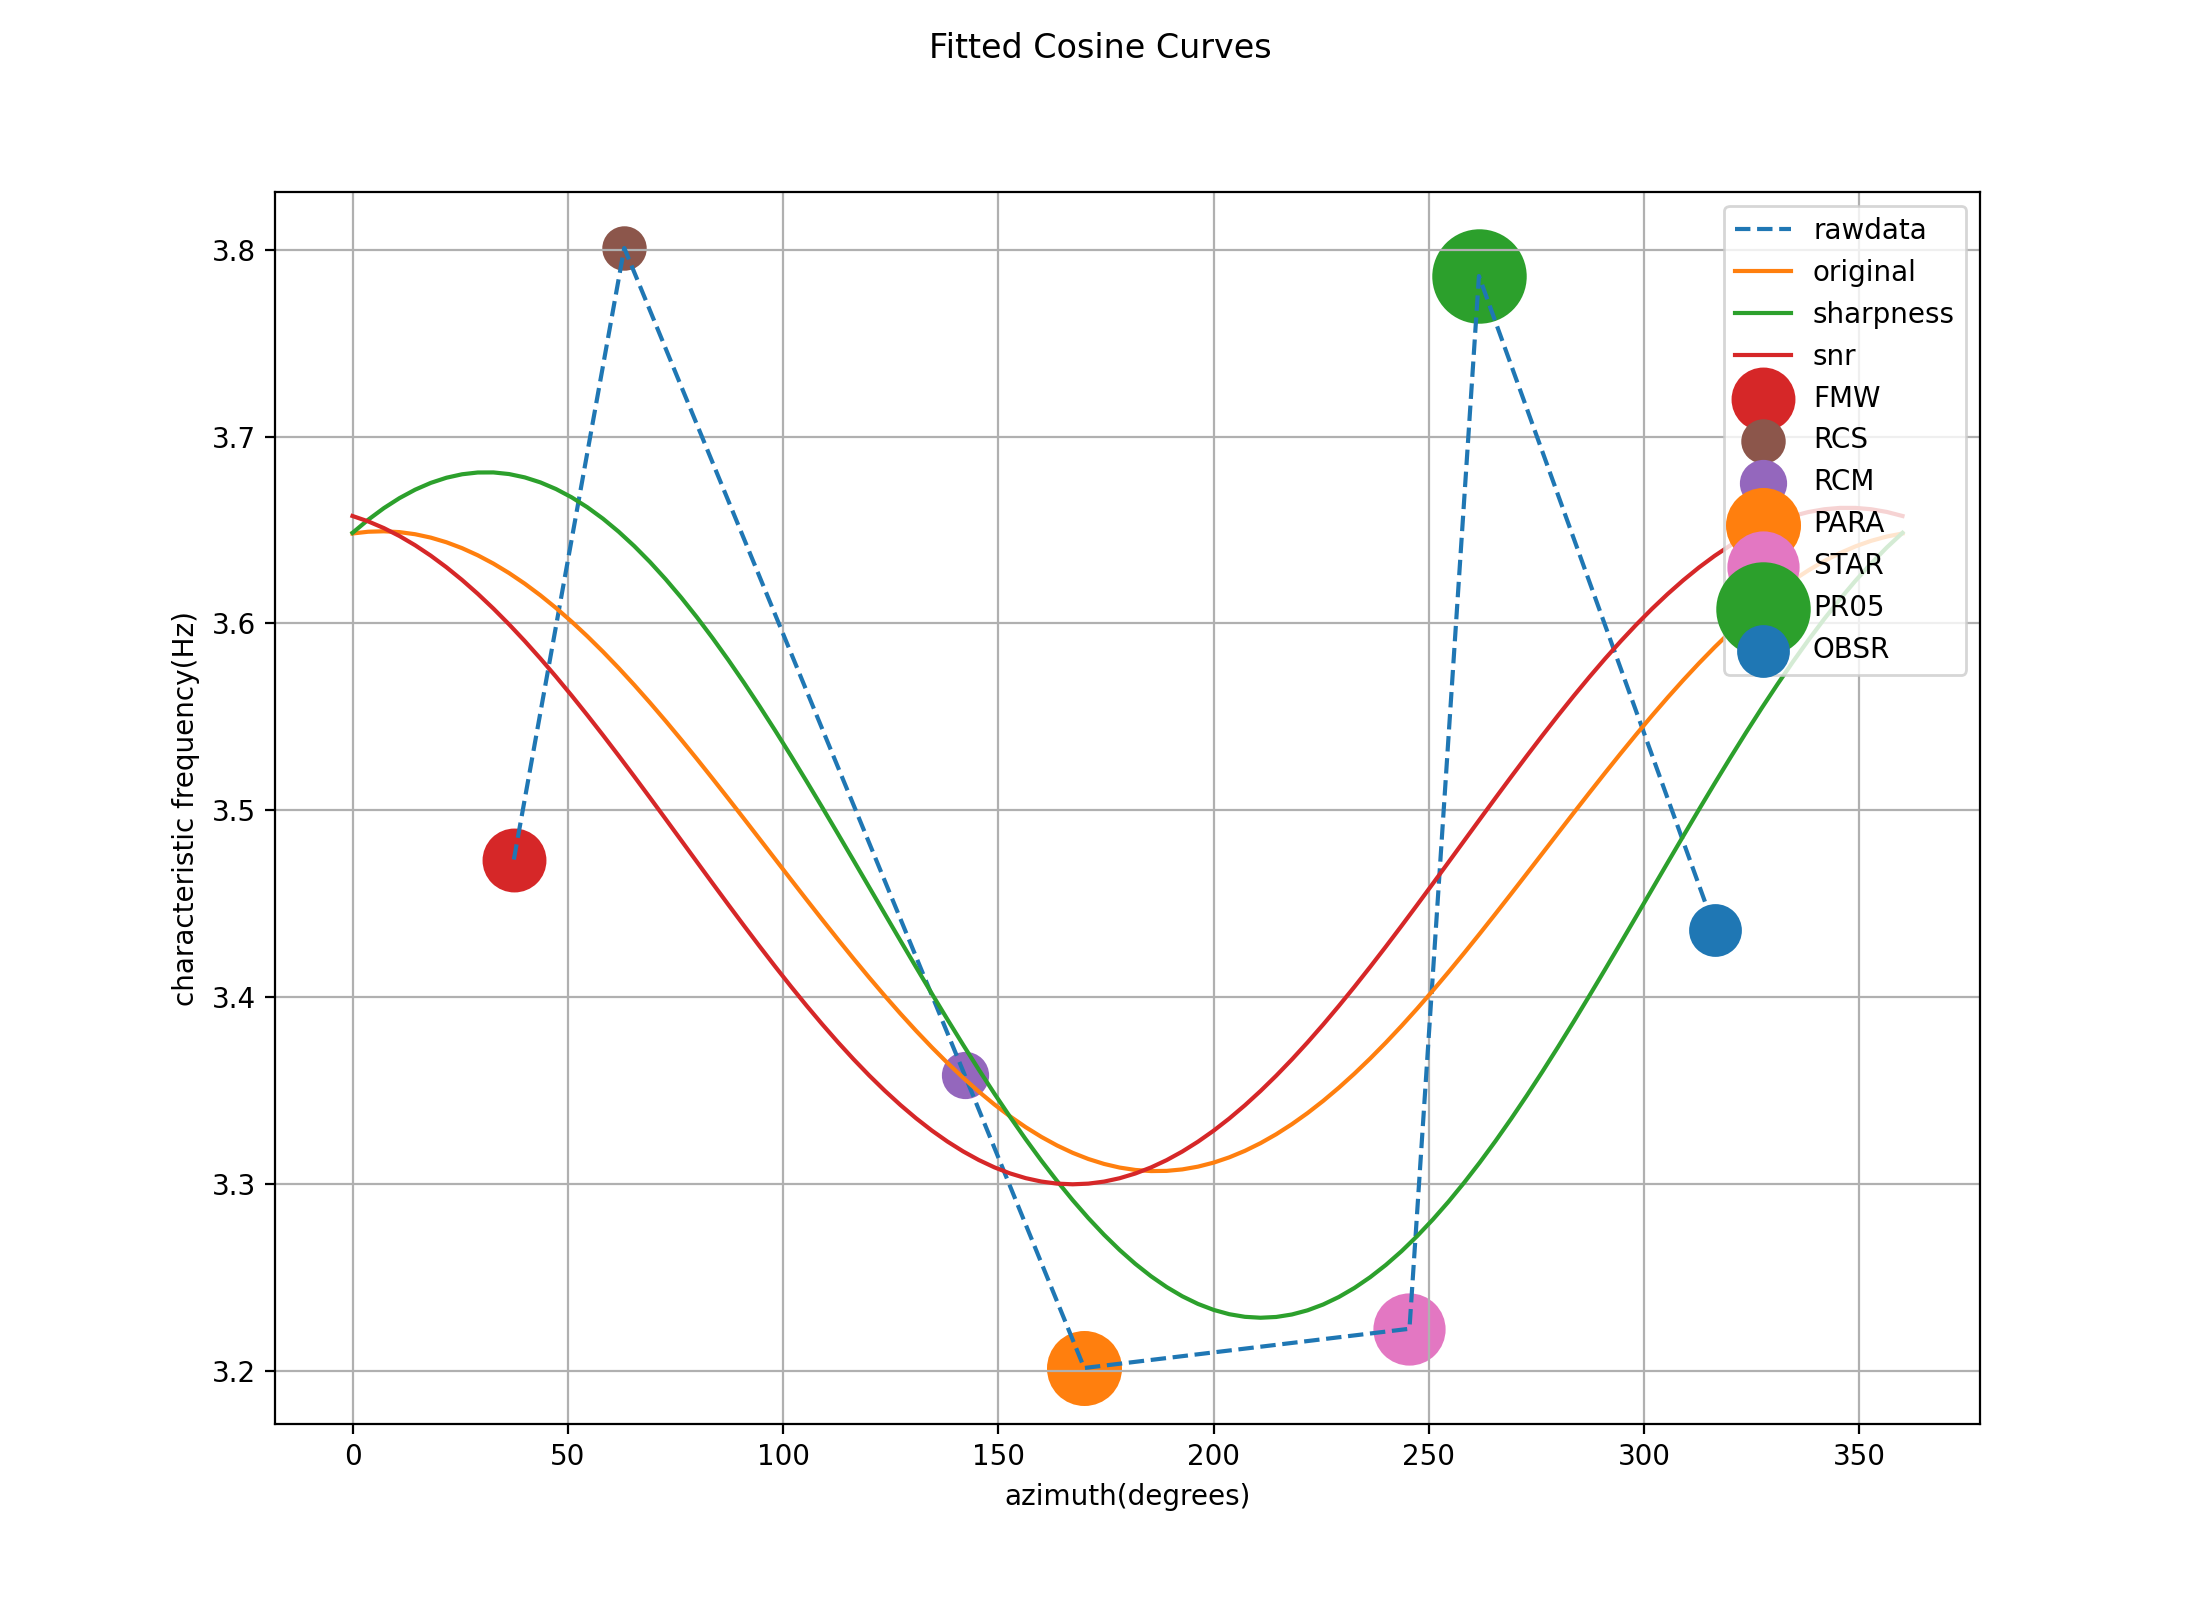 Fitted Cosine Curves
rawdata
original
sharpness
snr
FMW
RCS
RCM
PARA
STAR
PR05
OBSR
3.8
3.7
3.6
3.5
3.4
3.3
3.2
characteristic frequency(Hz)
0 50 100 150 200 250 300 350
azimuth(degrees)